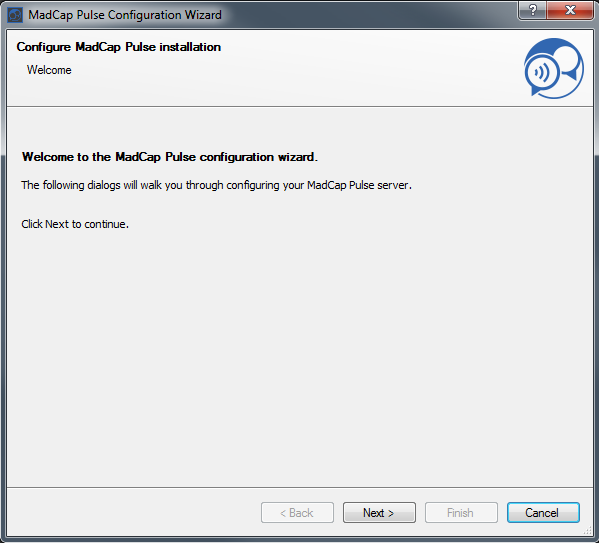 MadCap Pulse Configuration Wizard
?
Configure MadCap Pulse installation
Welcome
Welcome to the MadCap Pulse configuration wizard.
The following dialogs will walk you through configuring your MadCap Pulse server.
Click Next to continue.
< Back Next > Finish Cancel